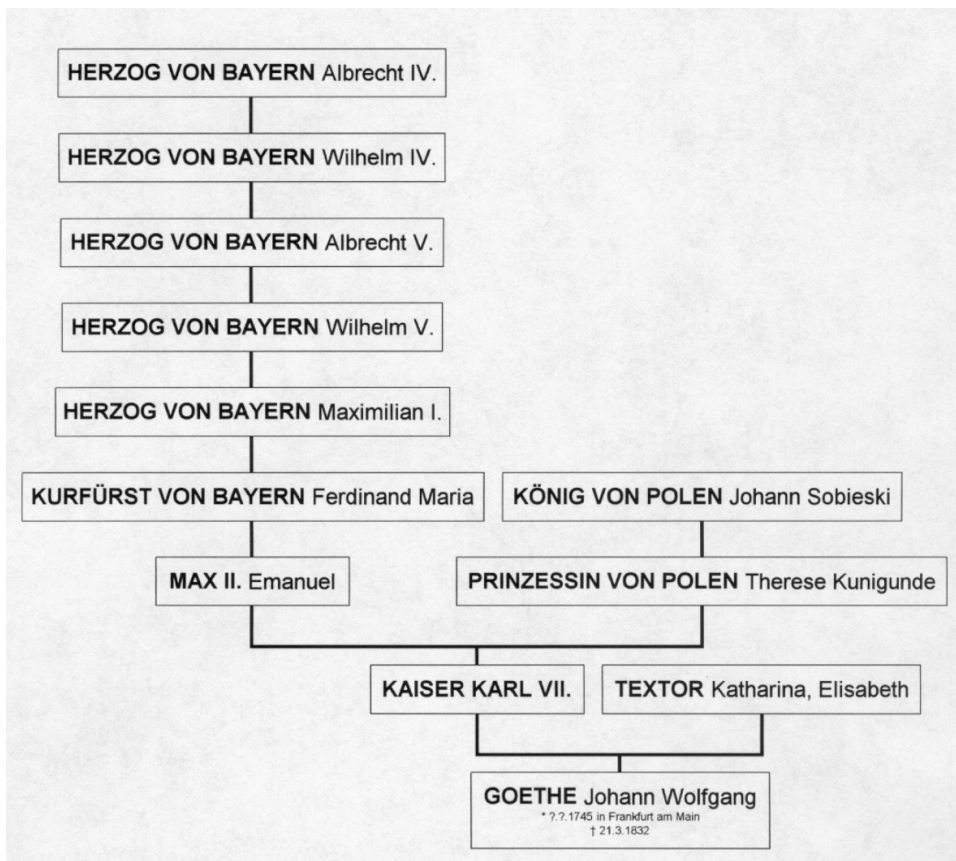 HERZOG VON BAYERN Albrecht IV.
HERZOG VON BAYERN Wilhelm IV.
HERZOG VON BAYERN Albrecht V.
HERZOG VON BAYERN Wilhelm V.
HERZOG VON BAYERN Maximilian I.
KURFÜRST VON BAYERN Ferdinand Maria
KÖNIG VON POLEN Johann Sobieski
MAX II. Emanuel
PRINZESSIN VON POLEN Therese Kunigunde
KAISER KARL VII.
TEXTOR Katharina, Elisabeth
GOETHE Johann Wolfgang
* ?.?.1745 in Frankfurt am Main
† 21.3.1832